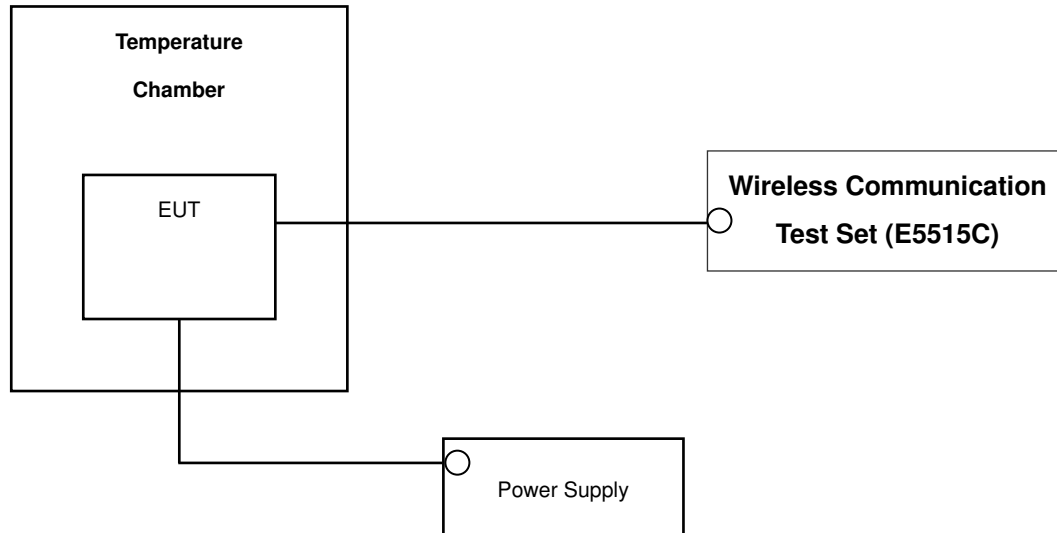 Temperature
Chamber
EUT
Wireless Communication
Test Set (E5515C)
Power Supply